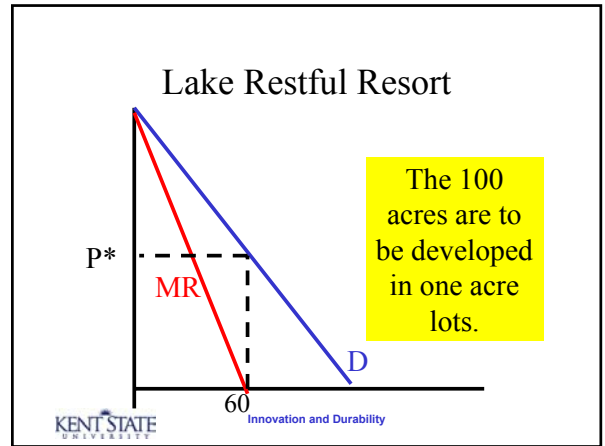 Lake Restful Resort
The 100
acres are to
be developed
in one acre
lots.
P*
MR
D
60
KENT STATE
UNIVERSITY
Innovation and Durability